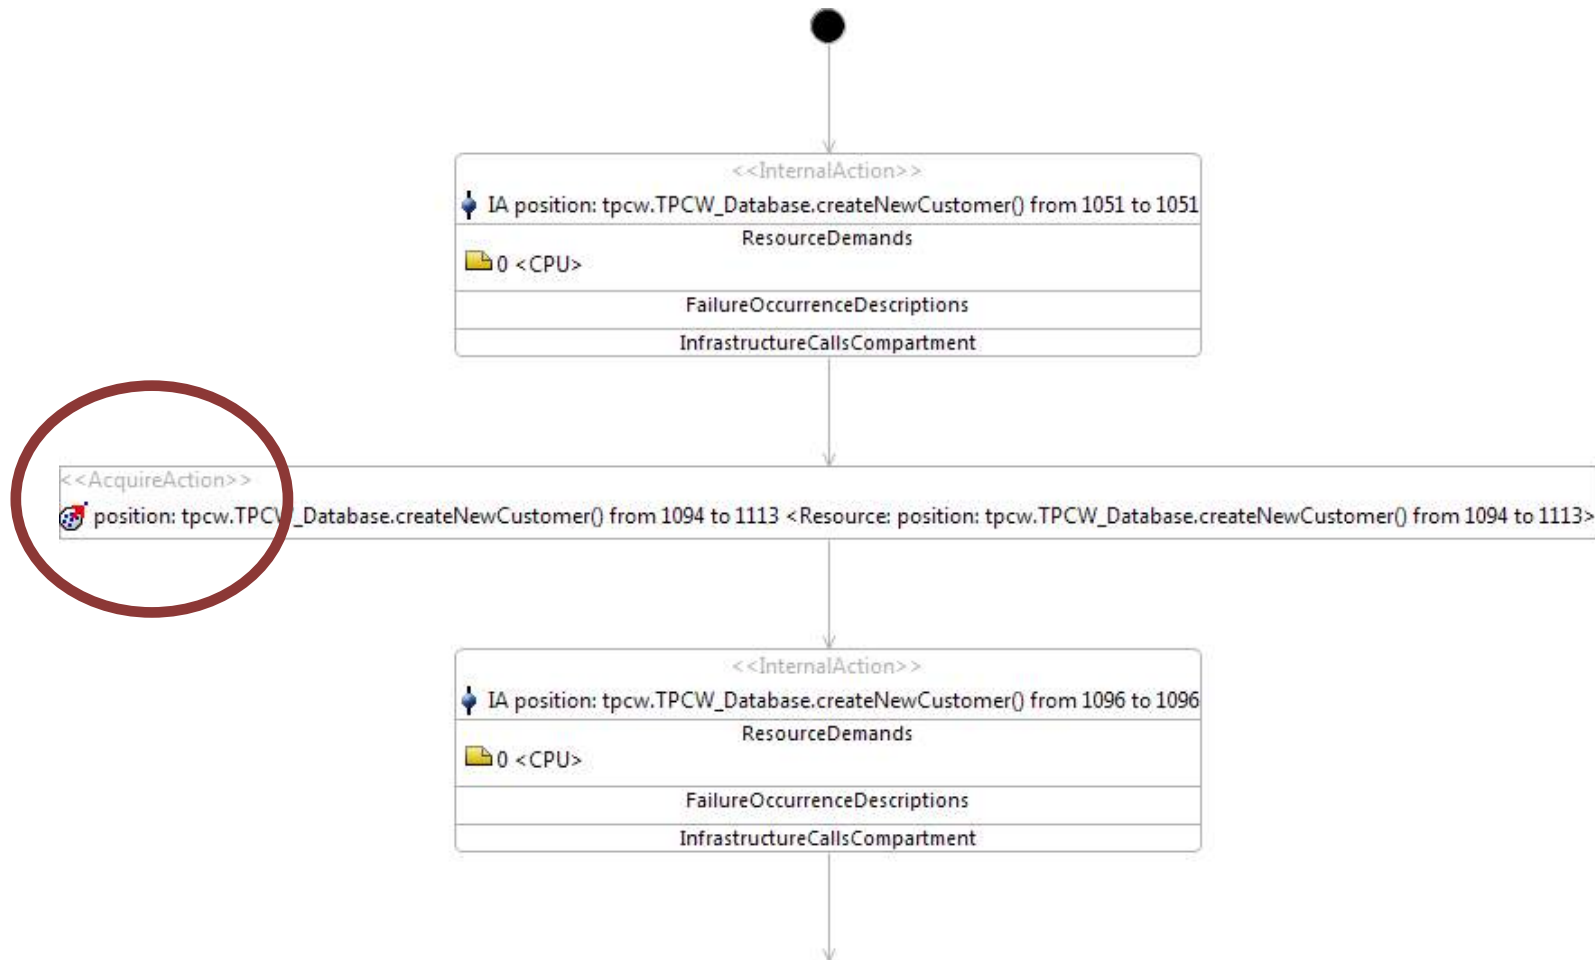 <<InternalAction>>
IA position: tpcw.TPCW_Database.createNewCustomer() from 1051 to 1051
ResourceDemands
0 <CPU>
FailureOccurrenceDescriptions
InfrastructureCallsCompartment
<<AcquireAction>>
position: tpcw.TPCW_Database.createNewCustomer() from 1094 to 1113 <Resource: position: tpcw.TPCW_Database.createNewCustomer() from 1094 to 1113>
<<InternalAction>>
IA position: tpcw.TPCW_Database.createNewCustomer() from 1096 to 1096
ResourceDemands
0 <CPU>
FailureOccurrenceDescriptions
InfrastructureCallsCompartment